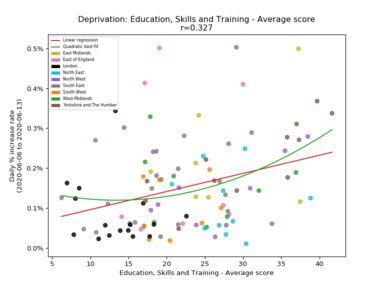 Deprivation: Education, Skills and Training - Average score
r=0.327
Linear regression
Quadratic best fit
East Midlands
East of England
London
North East
North West
South East
South West
West Midlands
Yorkshire and The Humber
Daily % increase rate
(2020-06-06 to 2020-06-13)
0.5%
0.4%
0.3%
0.2%
0.1%
0.0%
5 10 15 20 25 30 35 40
Education, Skills and Training - Average score